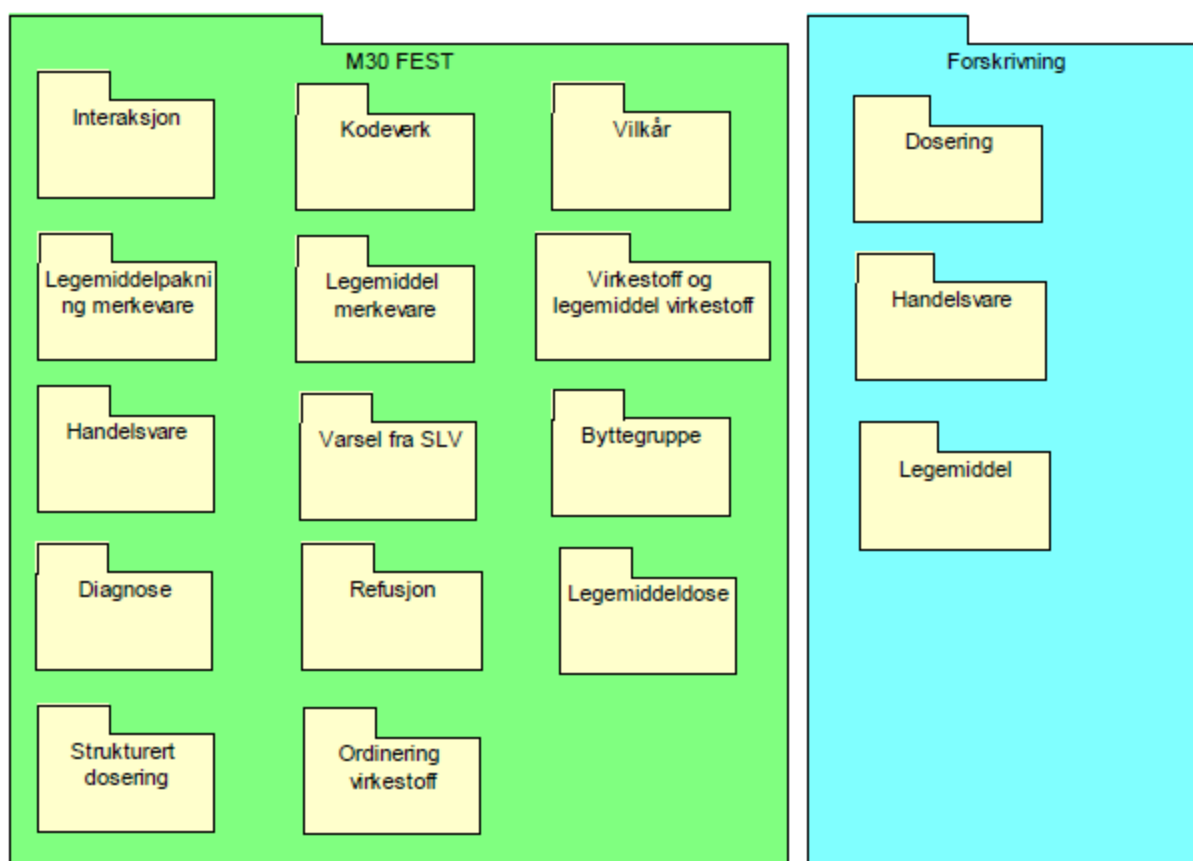 M30 FEST
Interaksjon
Kodeverk
Vilkår
Legemiddelpakni
ng merkevare
Legemiddel
merkevare
Virkestoff og
legemiddel virkestoff
Handelsvare
Varsel fra SLV
Byttegruppe
Diagnose
Refusjon
Legemiddeldose
Strukturert
dosering
Ordinering
virkestoff
Forskrivning
Dosering
Handelsvare
Legemiddel